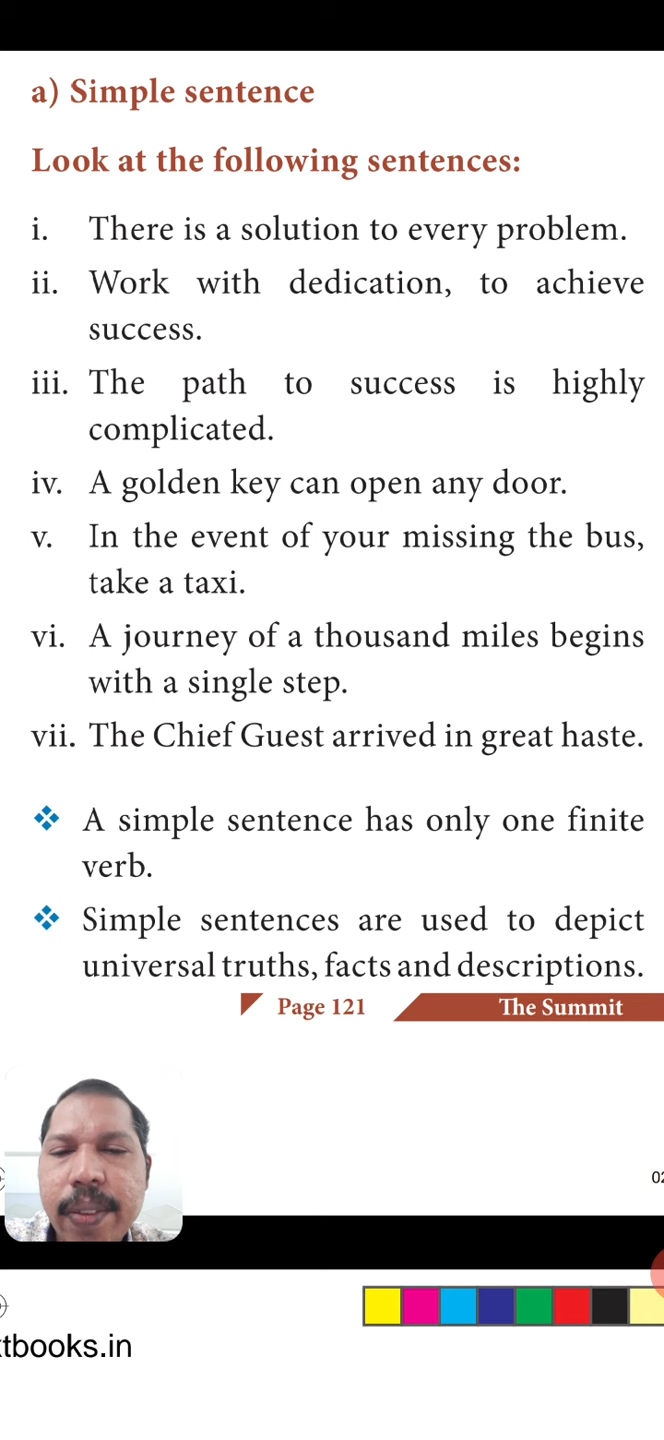 a) Simple sentence
Look at the following sentences:
i. There is a solution to every problem.
ii. Work with dedication, to achieve
success.
iii. The path to success is highly
complicated.
iv. A golden key can open any door.
v. In the event of your missing the bus,
take a taxi.
vi. A journey of a thousand miles begins
with a single step.
vii. The Chief Guest arrived in great haste.
❖ A simple sentence has only one finite
verb.
❖ Simple sentences are used to depict
universal truths, facts and descriptions.
Page 121 The Summit
tbooks.in